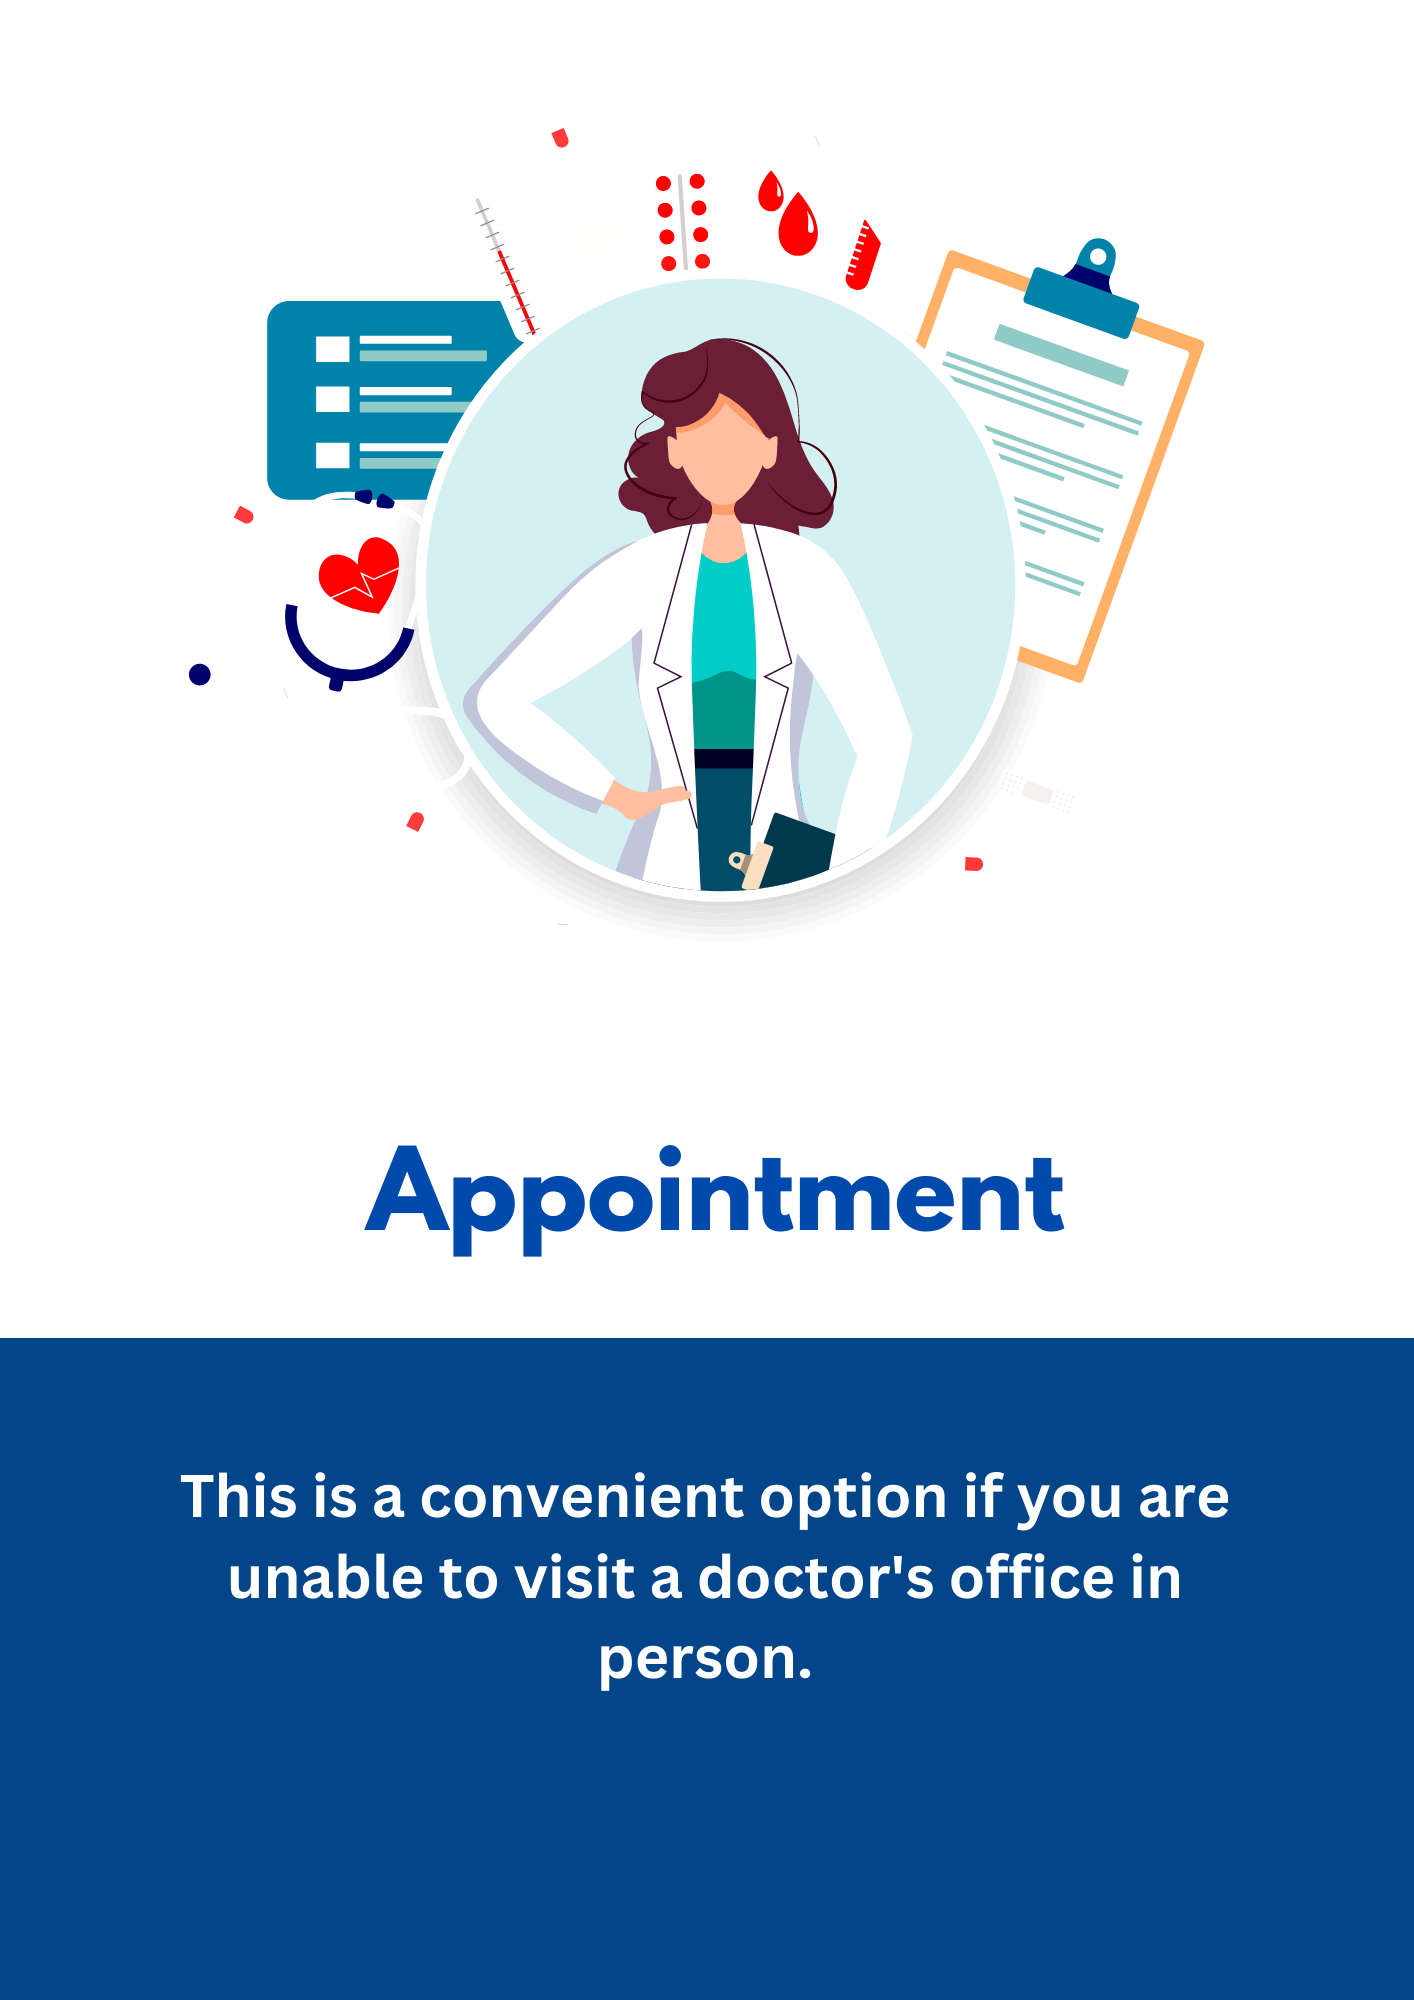 Appointment
This is a convenient option if you are
unable to visit a doctor's office in
person.